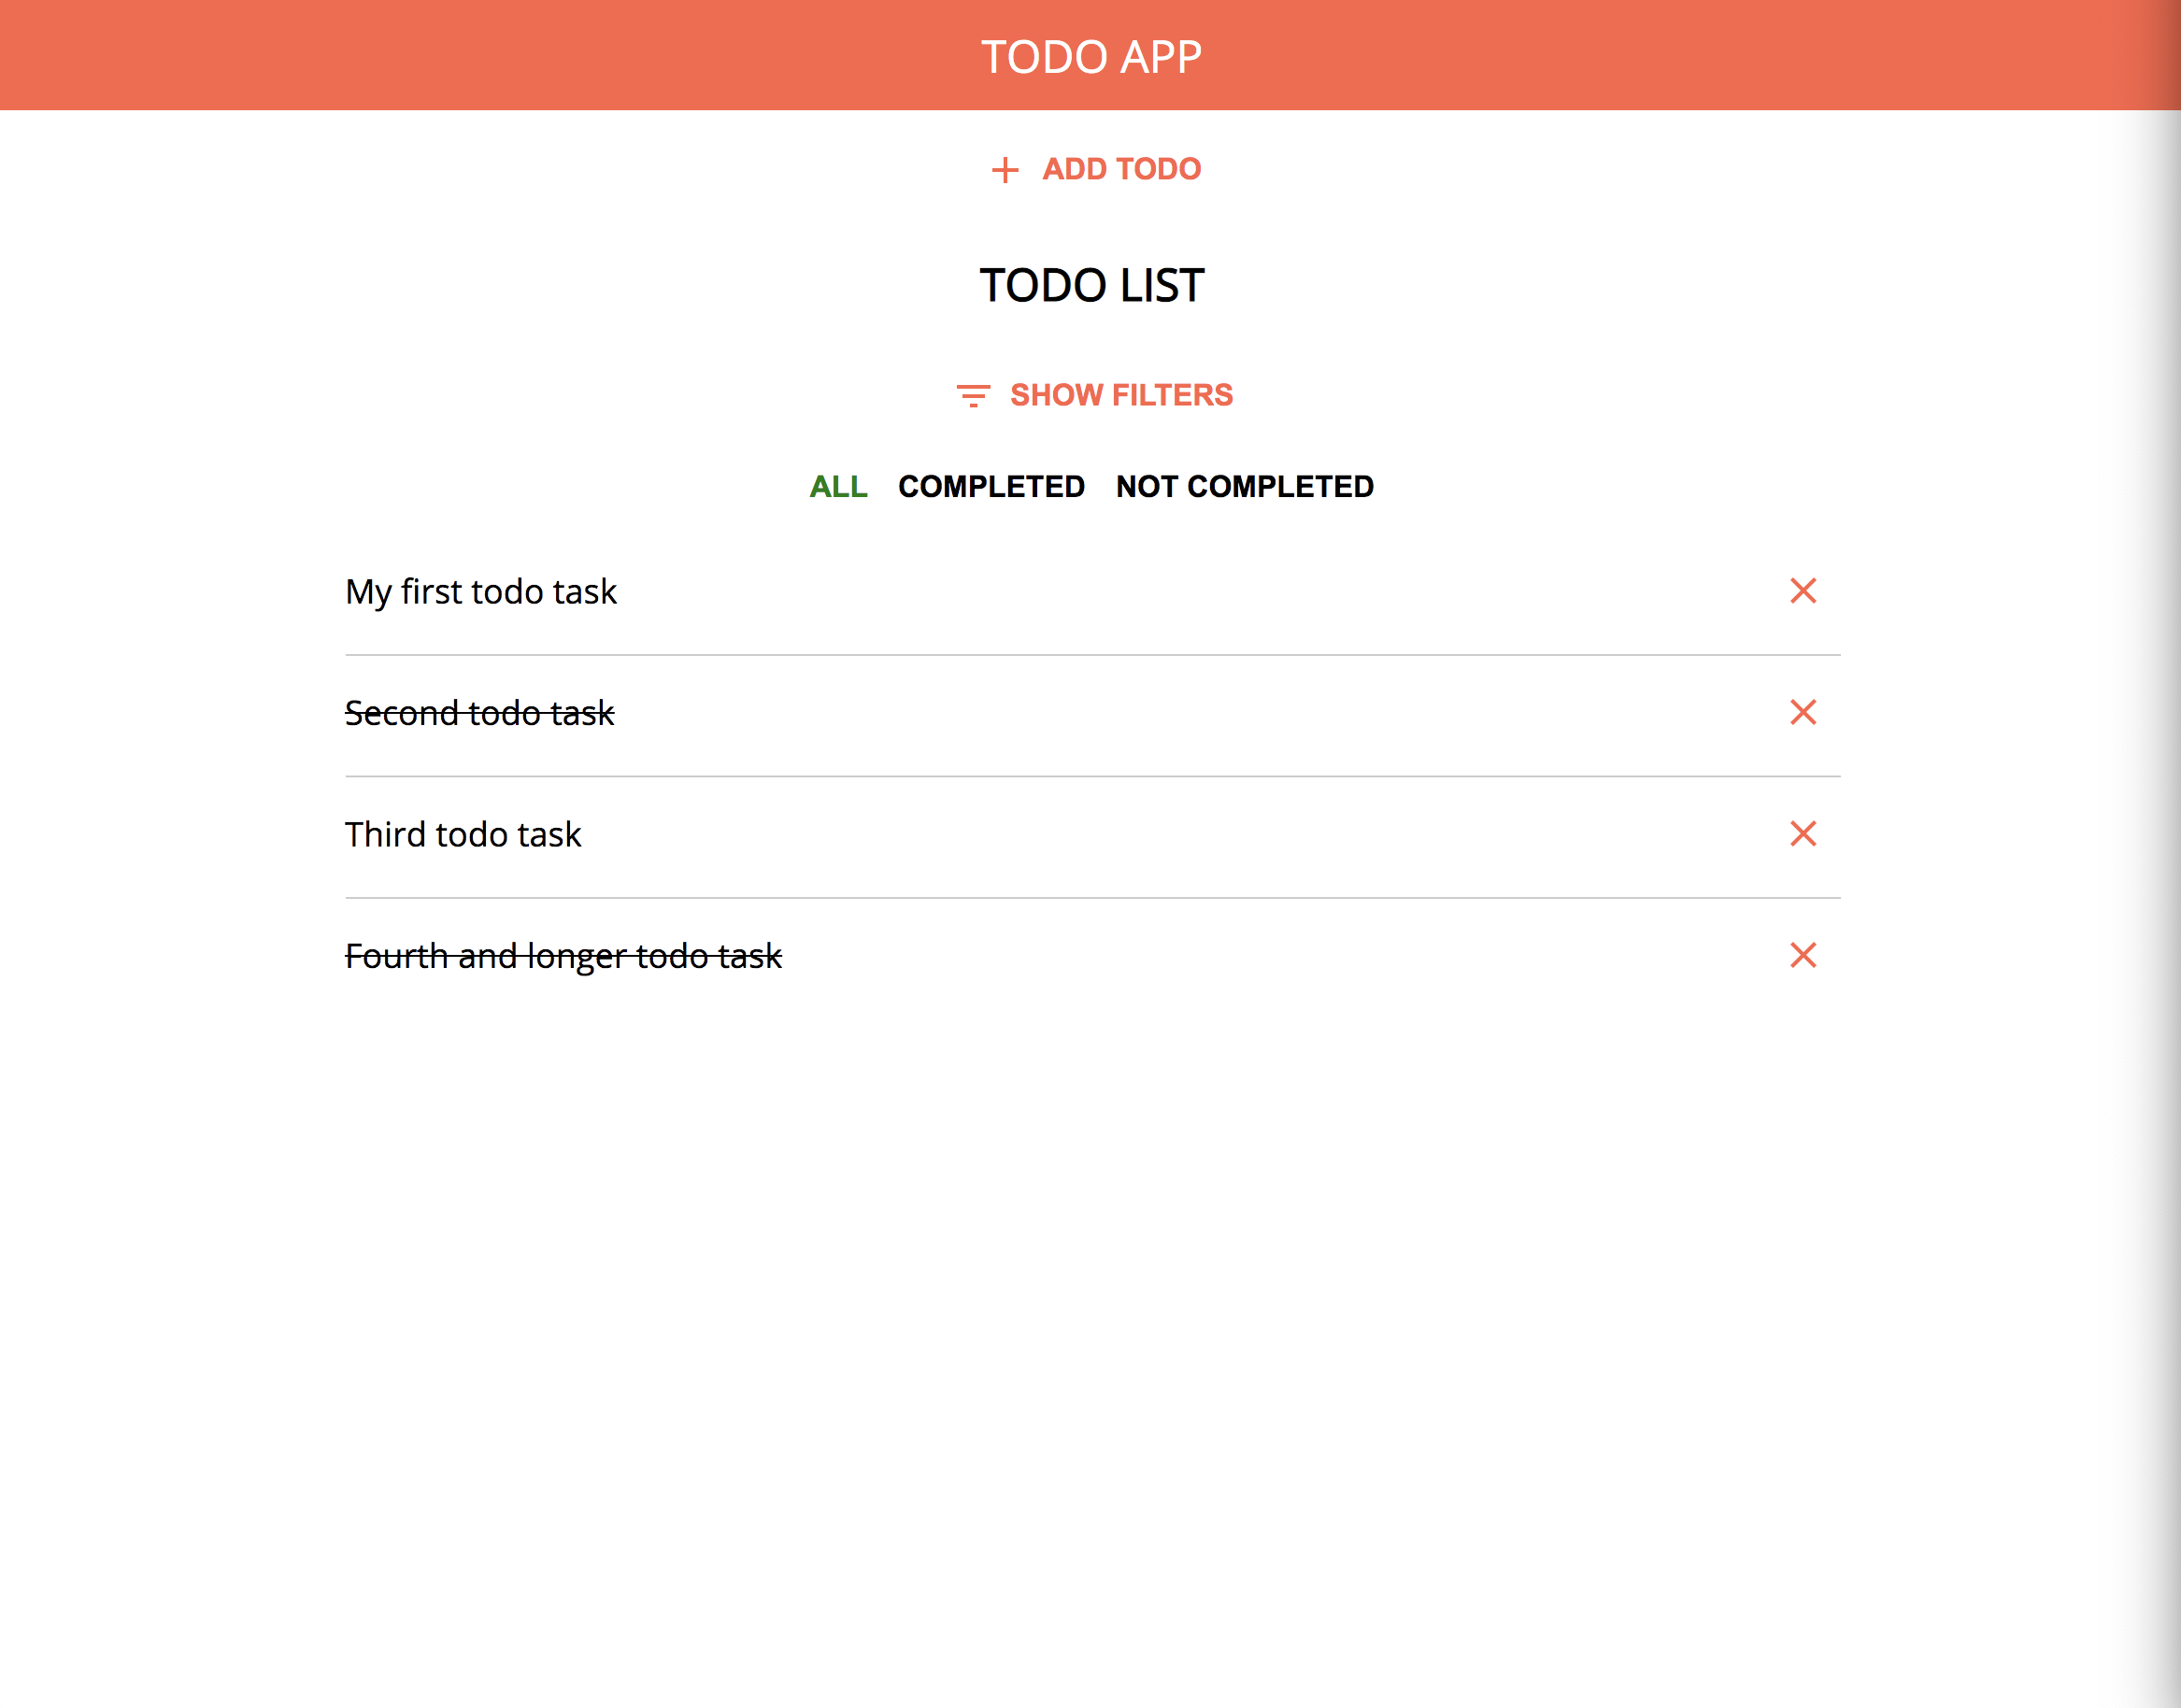 TODO APP
ADD TODO
TODO LIST
SHOW FILTERS
ALL COMPLETED NOT COMPLETED
My first todo task
Second todo task
Third todo task
Fourth and longer todo task